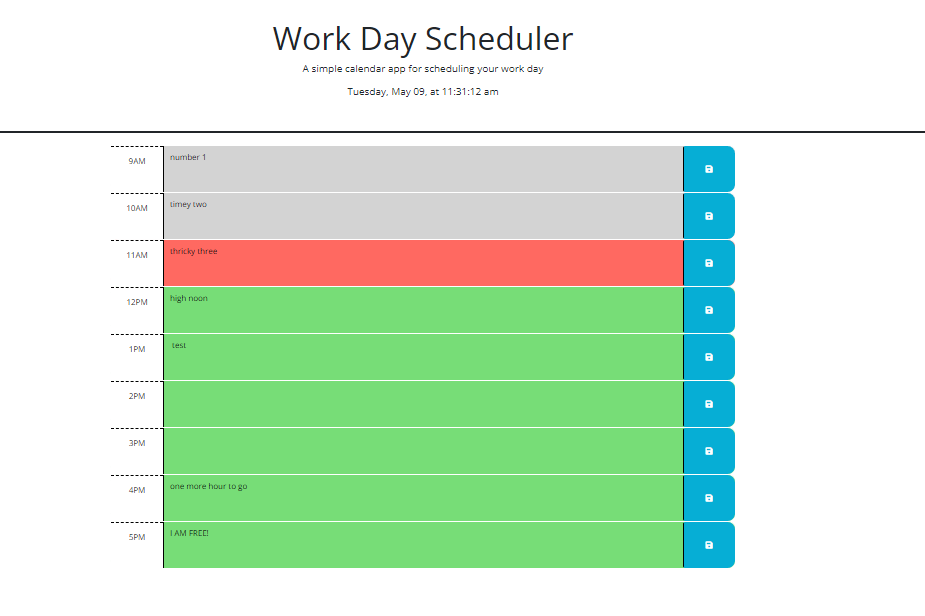 Work Day Scheduler
A simple calendar app for scheduling your work day
Tuesday, May 09, at 11:31:12 am
9AM number 1
10AM timey two
11AM thricky three
12PM high noon
1PM test
2PM
3PM
4PM one more hour to go
5PM I AM FREE!